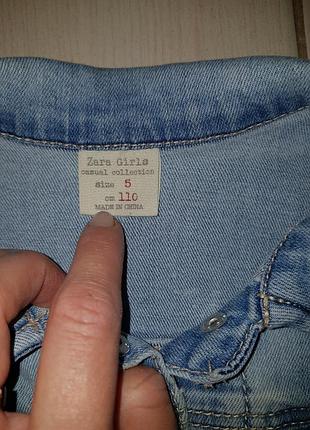 Zara Girls
casual collection
size 5
cm 110
MADE IN CHINA